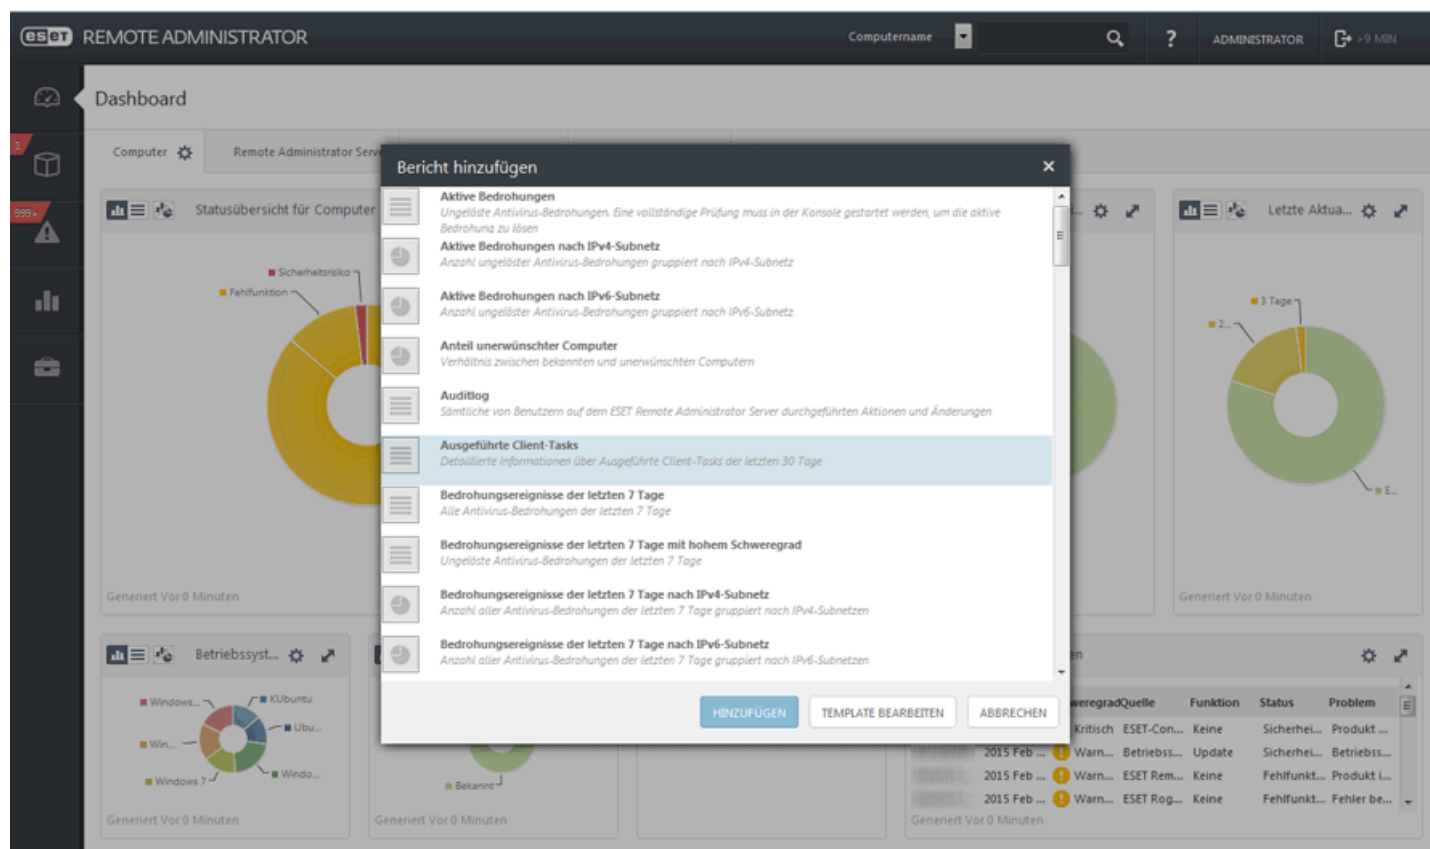 eset REMOTE ADMINISTRATOR
Computername
?
ADMINISTRATOR
>9 MIN
Dashboard
1
999+
Computer
Remote Administrator Serv
Bericht hinzufügen
Statusübersicht für Computer
Sicherheitsrisiko
Fehlfunktion
Generiert Vor 0 Minuten
Aktive Bedrohungen
Ungelöste Antivirus-Bedrohungen. Eine vollständige Prüfung muss in der Konsole gestartet werden, um die aktive
Bedrohung zu lösen
Aktive Bedrohungen nach IPv4-Subnetz
Anzahl ungelöster Antivirus-Bedrohungen gruppiert nach IPv4-Subnetz
Aktive Bedrohungen nach IPv6-Subnetz
Anzahl ungelöster Antivirus-Bedrohungen gruppiert nach IPv6-Subnetz
Anteil unerwünschter Computer
Verhältnis zwischen bekannten und unerwünschten Computern
Auditlog
Sämtliche von Benutzern auf dem ESET Remote Administrator Server durchgeführten Aktionen und Änderungen
Ausgeführte Client-Tasks
Detaillierte Informationen über Ausgeführte Client-Tasks der letzten 30 Tage
Bedrohungsereignisse der letzten 7 Tage
Alle Antivirus-Bedrohungen der letzten 7 Tage
Bedrohungsereignisse der letzten 7 Tage mit hohem Schweregrad
Ungelöste Antivirus-Bedrohungen der letzten 7 Tage
Bedrohungsereignisse der letzten 7 Tage nach IPv4-Subnetz
Anzahl aller Antivirus-Bedrohungen der letzten 7 Tage gruppiert nach IPv4-Subnetzen
Bedrohungsereignisse der letzten 7 Tage nach IPv6-Subnetz
Anzahl aller Antivirus-Bedrohungen der letzten 7 Tage gruppiert nach IPv6-Subnetzen
HINZUFÜGEN
TEMPLATE BEARBEITEN
ABBRECHEN
Letzte Aktua...
3 Tage
2...
E...
Generiert Vor 0 Minuten
Betriebssyst...
Windows...
KUbuntu
Ubu...
Win...
Windo...
Windows 7
Generiert Vor 0 Minuten
Bekannt
Generiert Vor 0 Minuten
en
weregrad Quelle Funktion Status Problem
Kritisch ESET-Con... Keine Sicherhei... Produkt ...
2015 Feb ... Warn... Betriebss... Update Sicherhei... Betriebss...
2015 Feb ... Warn... ESET Rem... Keine Fehlfunkt... Produkt i...
2015 Feb ... Warn... ESET Rog... Keine Fehlfunkt... Fehler be...
Generiert Vor 0 Minuten